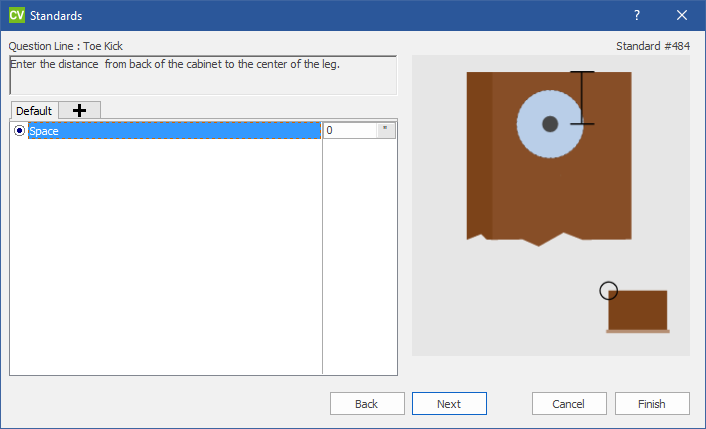 CV Standards ?
Question Line : Toe Kick Standard #484
Enter the distance  from back of the cabinet to the center of the leg.
Default
Space 0 "
Back Next Cancel Finish